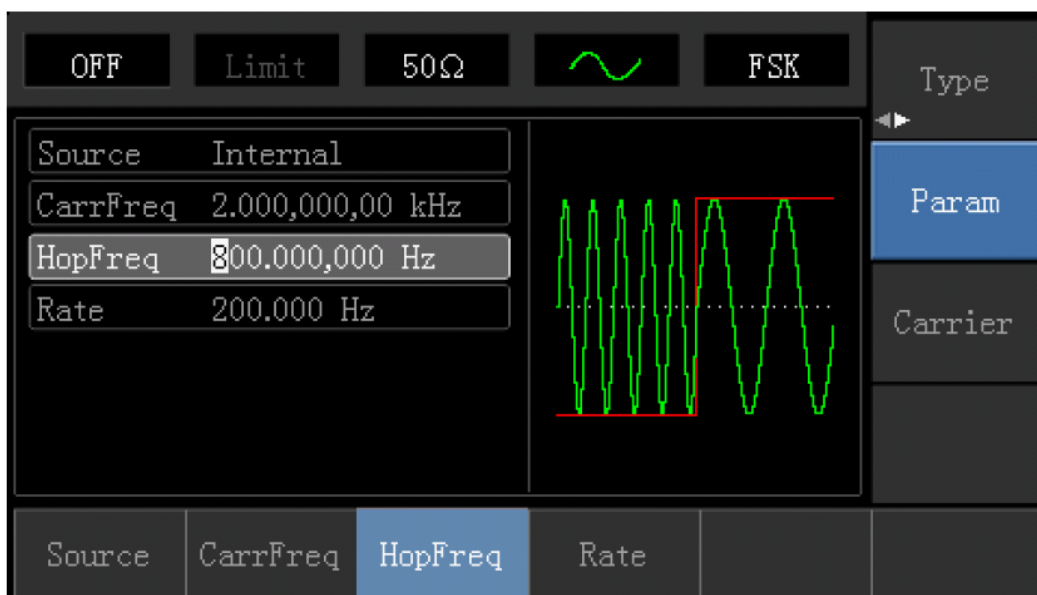 OFF Limit 50Ω FSK
Type
Source Internal
CarrFreq 2.000,000,00 kHz
Param
HopFreq 800.000,000 Hz
Rate 200.000 Hz
Carrier
Source CarrFreq HopFreq Rate